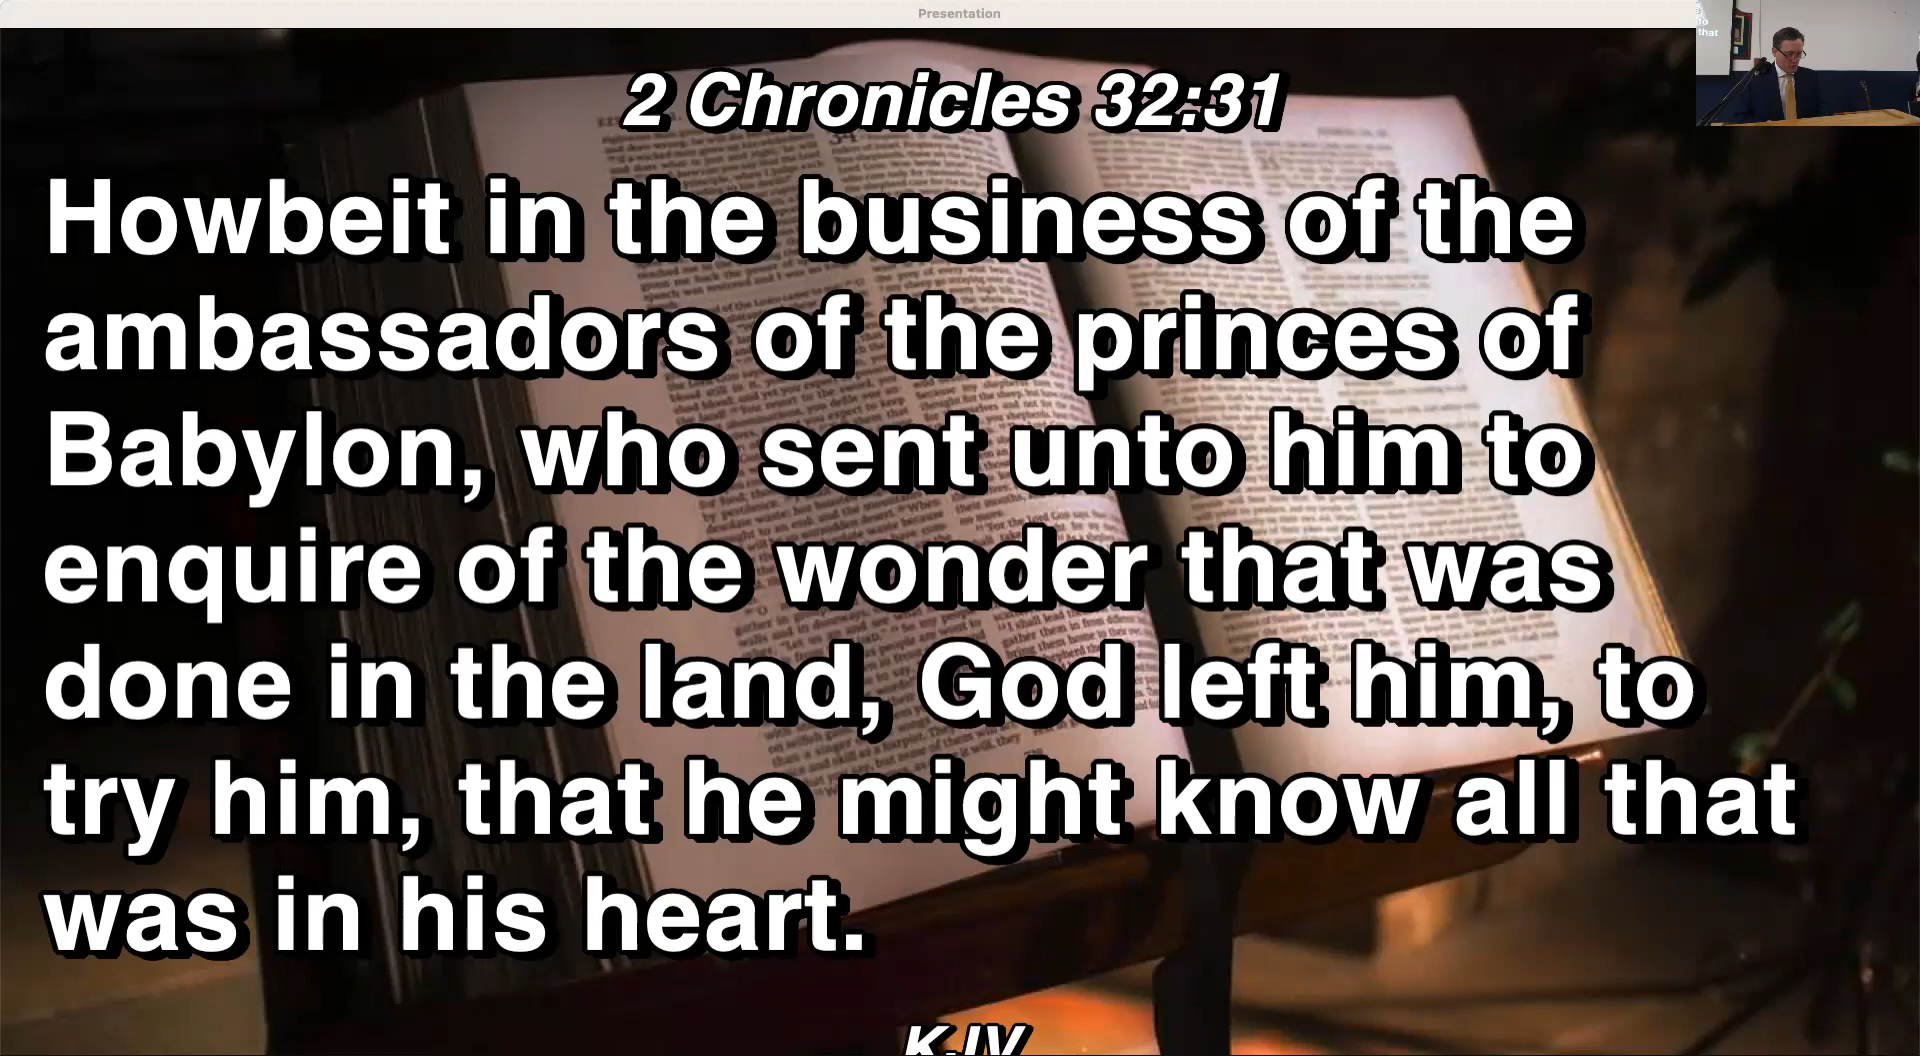 Presentation
that
2 Chronicles 32:31
Howbeit in the business of the
ambassadors of the princes of
Babylon, who sent unto him to
enquire of the wonder that was
done in the land, God left him, to
try him, that he might know all that
was in his heart.
KJV